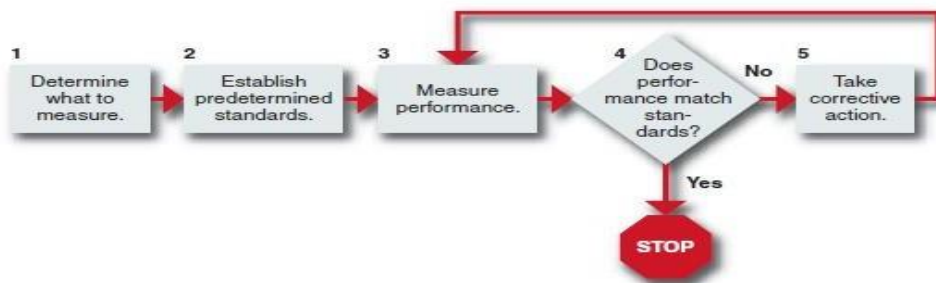 1
Determine
what to
measure.
2
Establish
predetermined
standards.
3
Measure
performance.
4
Does
perfor-
mance match
stan-
dards?
No
5
Take
corrective
action.
Yes
STOP